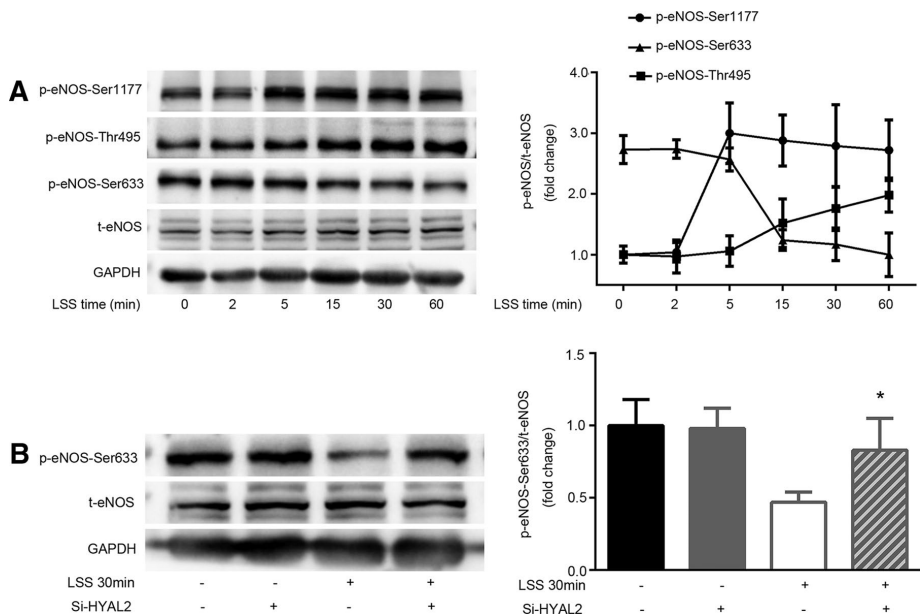 A
p-eNOS-Ser1177
p-eNOS-Thr495
p-eNOS-Ser633
t-eNOS
GAPDH
LSS time (min) 0 2 5 15 30 60
p-eNOS-Ser1177
p-eNOS-Ser633
p-eNOS-Thr495
p-eNOS/t-eNOS
(fold change)
4.0
3.0
2.0
1.0
0 2 5 15 30 60
B
p-eNOS-Ser633
t-eNOS
GAPDH
LSS 30min - - + +
Si-HYAL2 - + - +
p-eNOS-Ser633/t-eNOS
(fold change)
1.5
1.0
0.5
0.0
*
LSS 30min - - + +
Si-HYAL2 - + - +